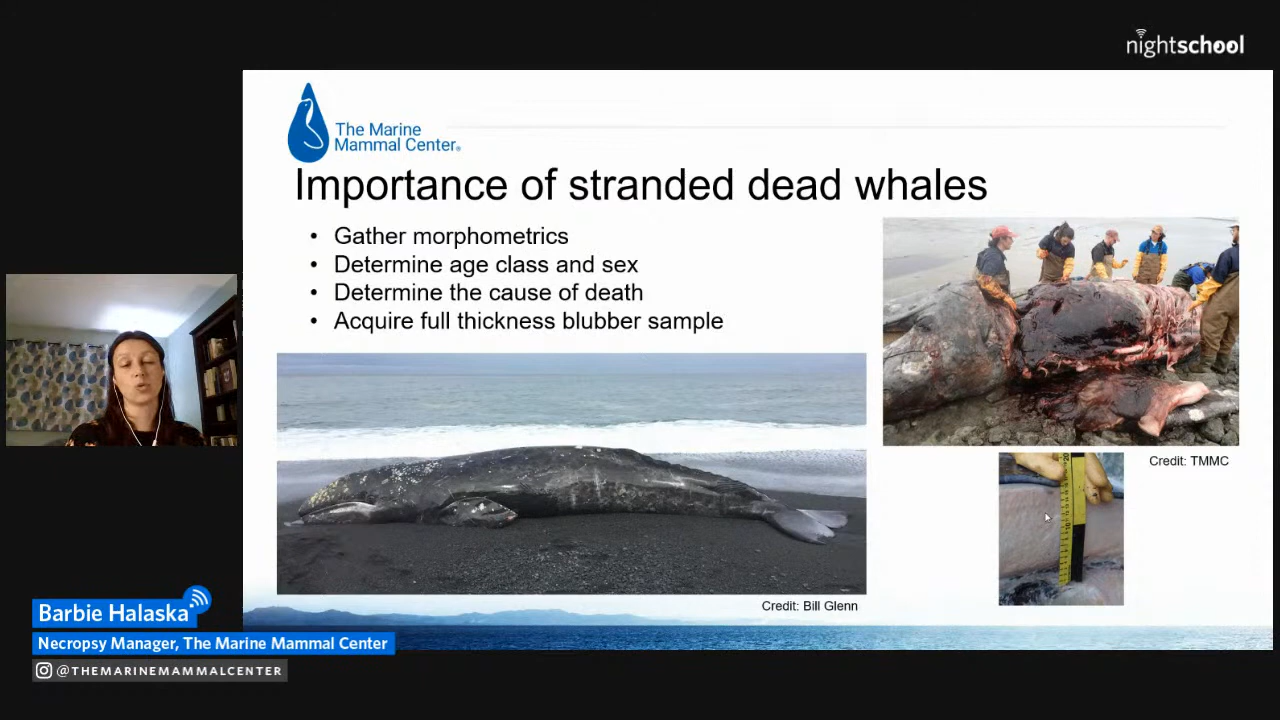 nightschool
The Marine
Mammal Center®
Importance of stranded dead whales
• Gather morphometrics
• Determine age class and sex
• Determine the cause of death
• Acquire full thickness blubber sample
Credit: TMMC
Credit: Bill Glenn
Barbie Halaska
Necropsy Manager, The Marine Mammal Center
@THEMARINEMAMMALCENTER